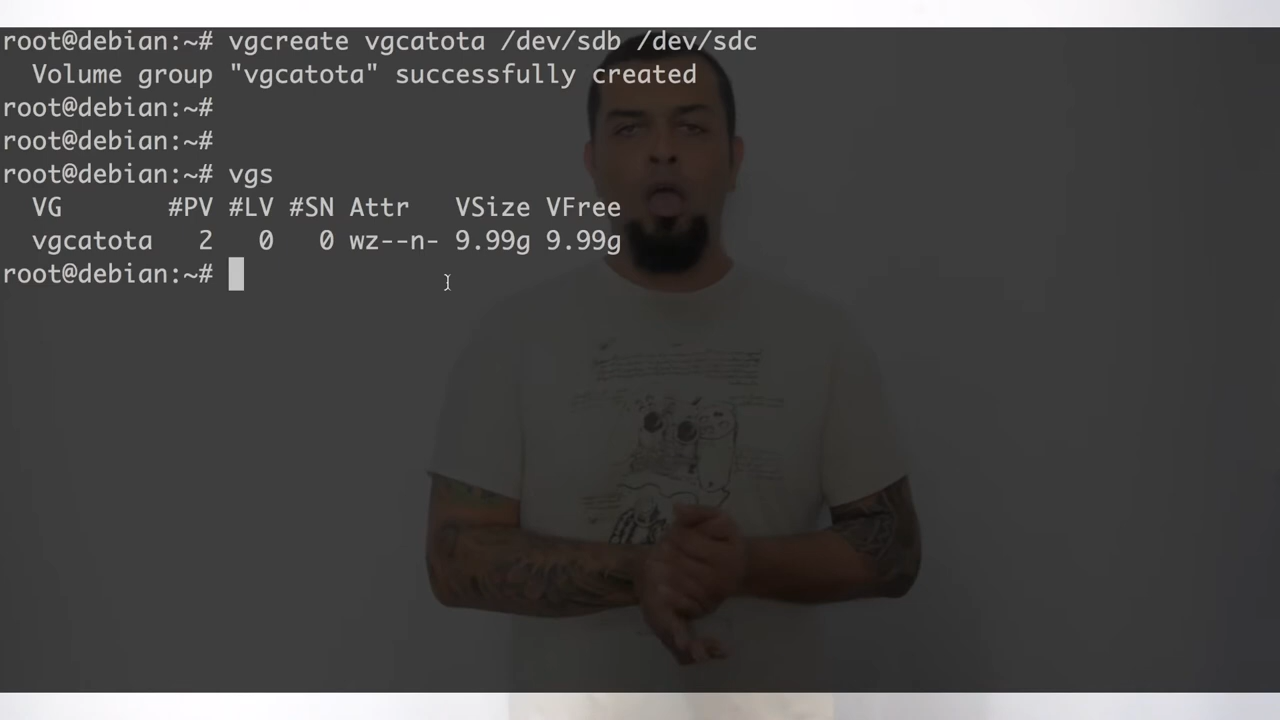 root@debian:~# vgcreate vgcatota /dev/sdb /dev/sdc
  Volume group "vgcatota" successfully created
root@debian:~#
root@debian:~#
root@debian:~# vgs
  VG       #PV #LV #SN Attr   VSize VFree
  vgcatota   2   0   0 wz--n- 9.99g 9.99g
root@debian:~#